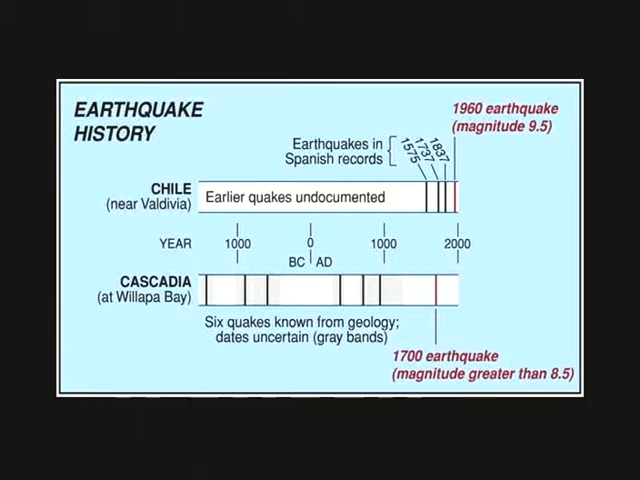 EARTHQUAKE
HISTORY
1960 earthquake
(magnitude 9.5)
Earthquakes in
Spanish records
1575
1737
1837
CHILE
(near Valdivia)
Earlier quakes undocumented
YEAR
1000
0
1000
2000
BC
AD
CASCADIA
(at Willapa Bay)
Six quakes known from geology;
dates uncertain (gray bands)
1700 earthquake
(magnitude greater than 8.5)